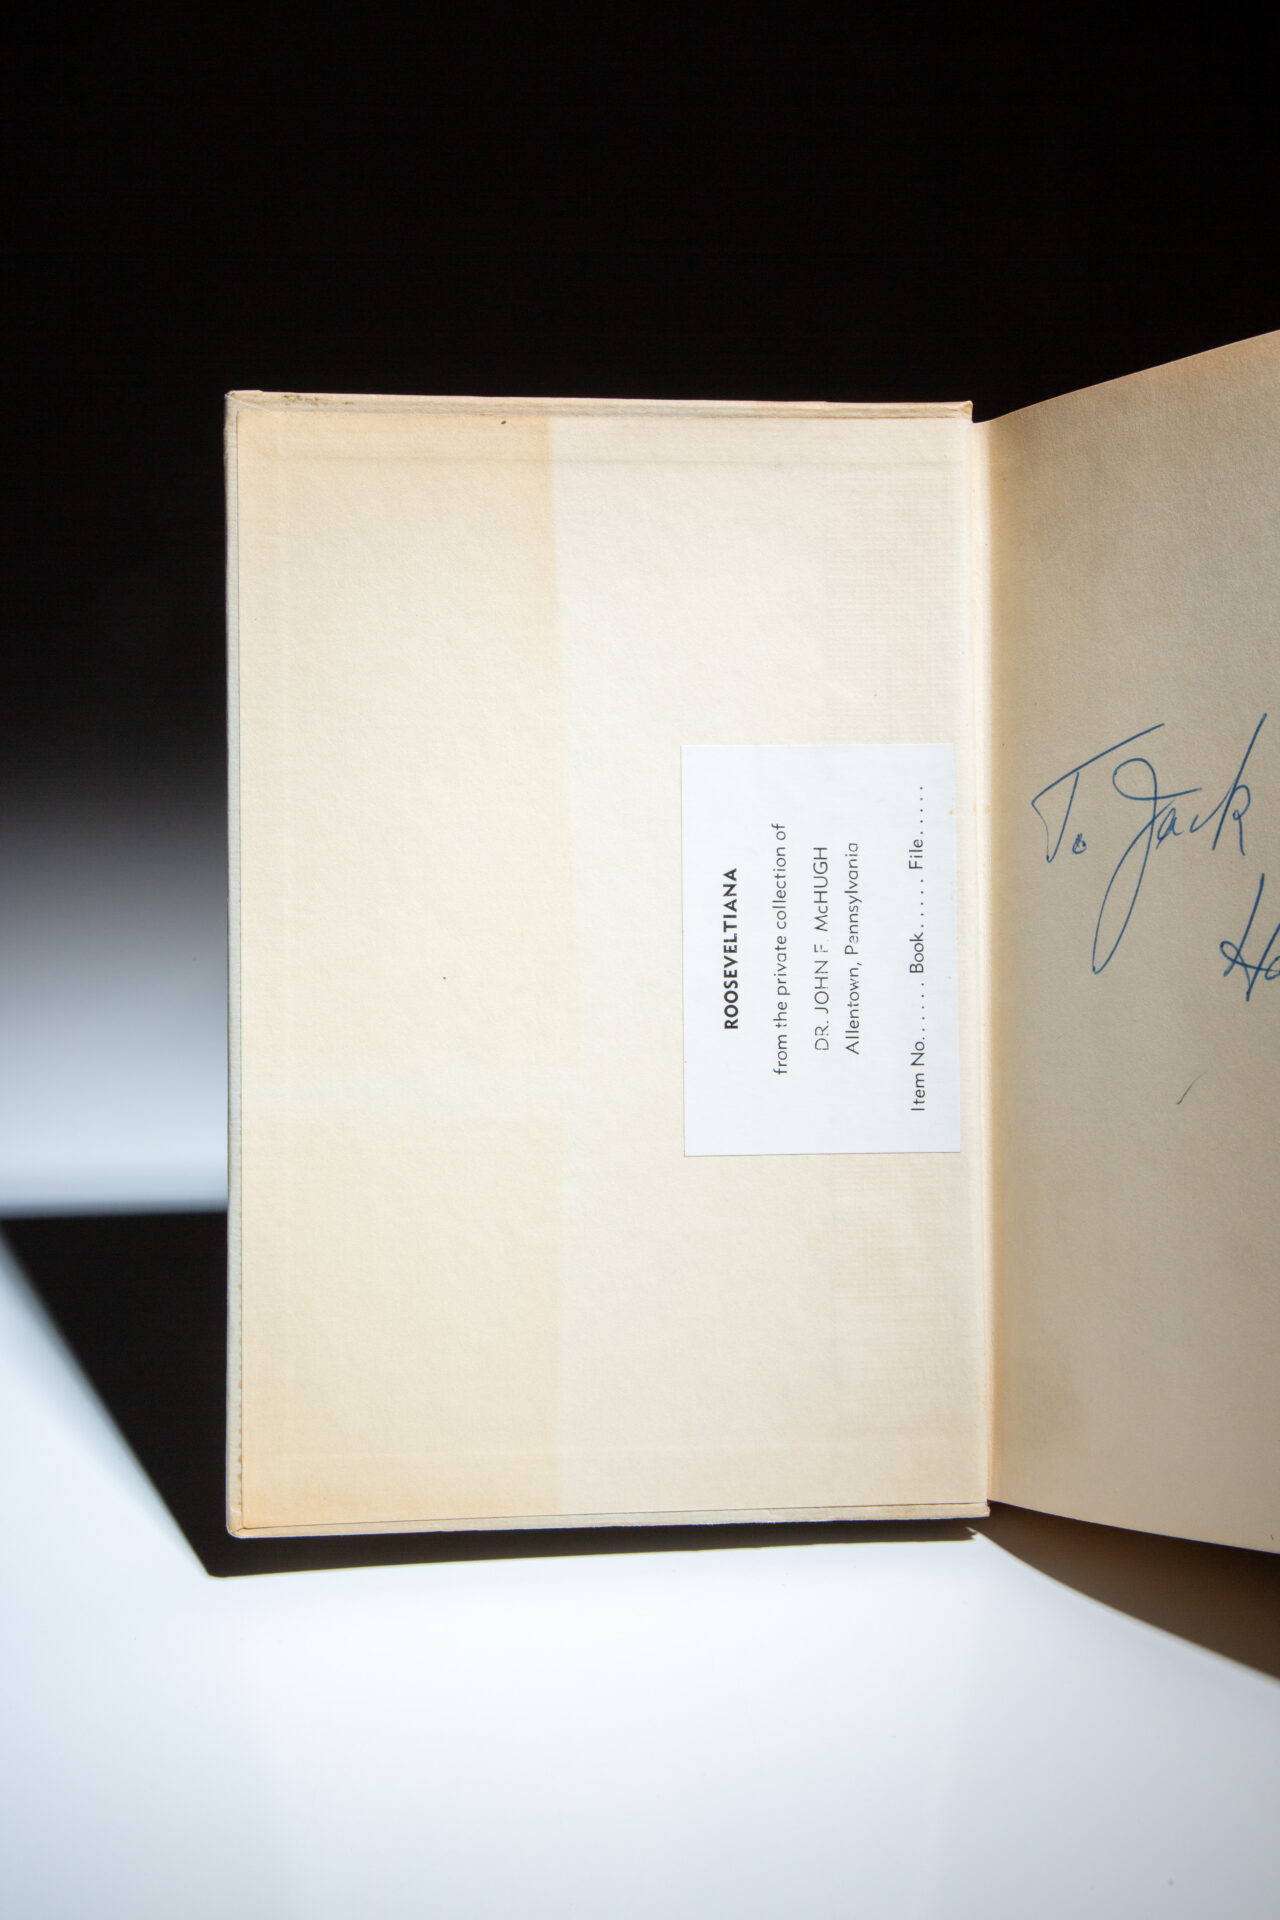 ROOSEVELTIANA
from the private collection of
DR. JOHN F. McHUGH
Allentown, Pennsylvania
Item No...... Book...... File.....
To Jack